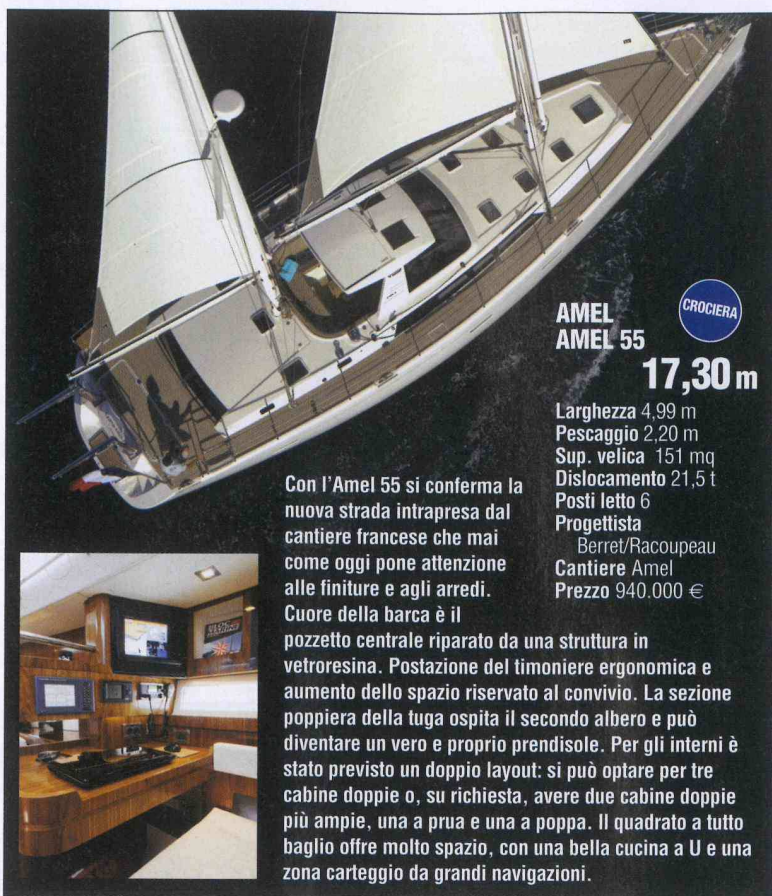 CROCIERA
AMEL
AMEL 55
17,30 m
Larghezza 4,99 m
Pescaggio 2,20 m
Sup. velica 151 mq
Dislocamento 21,5 t
Posti letto 6
Progettista
Berret/Racoupeau
Cantiere Amel
Prezzo 940.000 €
Con l'Amel 55 si conferma la
nuova strada intrapresa dal
cantiere francese che mai
come oggi pone attenzione
alle finiture e agli arredi.
Cuore della barca è il
pozzetto centrale riparato da una struttura in
vetroresina. Postazione del timoniere ergonomica e
aumento dello spazio riservato al convivio. La sezione
poppiera della tuga ospita il secondo albero e può
diventare un vero e proprio prendisole. Per gli interni è
stato previsto un doppio layout: si può optare per tre
cabine doppie o, su richiesta, avere due cabine doppie
più ampie, una a prua e una a poppa. Il quadrato a tutto
baglio offre molto spazio, con una bella cucina a U e una
zona carteggio da grandi navigazioni.